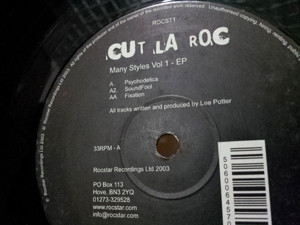 ROCST1
CUT LA ROC
Many Styles Vol 1 - EP
A. Psychodelica
A2. SoundFool
AA Fixation
All tracks written and produced by Lee Potter
33RPM - A
Rocstar Recordings Ltd 2003
PO Box 113
Hove, BN3 2YQ
01273-329528
www.rocstar.com
info@rocstar.com
5060064670